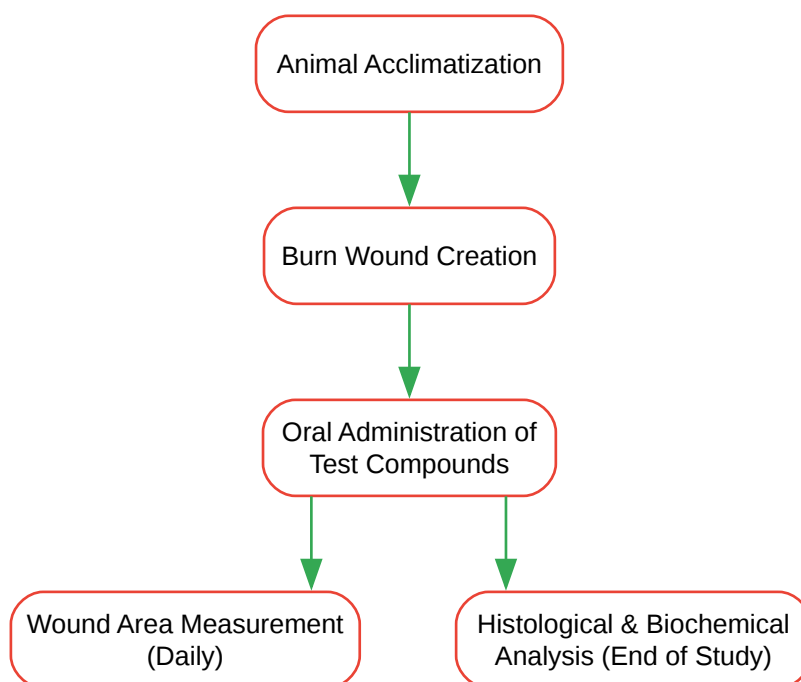 Animal Acclimatization
Burn Wound Creation
Oral Administration of
Test Compounds
Wound Area Measurement
(Daily)
Histological & Biochemical
Analysis (End of Study)